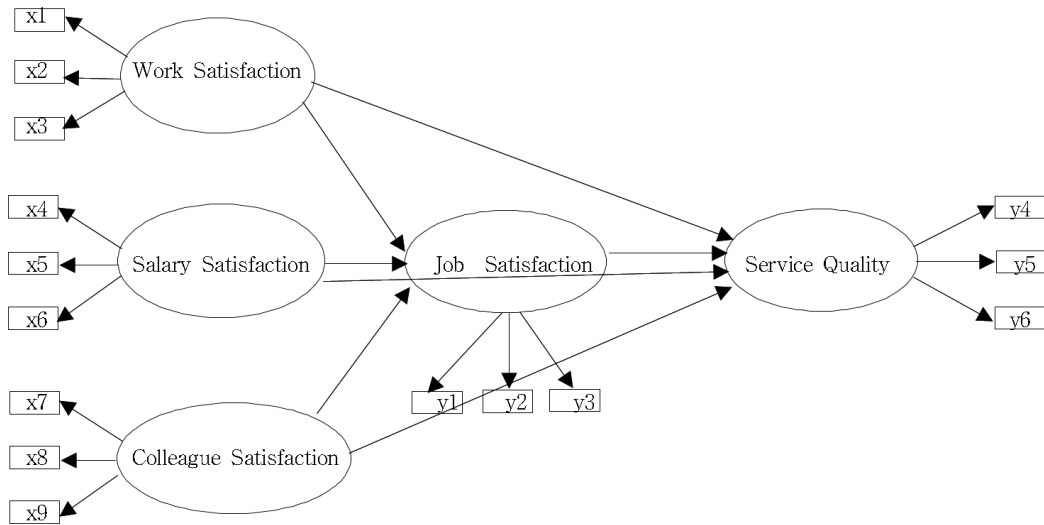 x1
x2
x3
Work Satisfaction
x4
x5
x6
Salary Satisfaction
Job Satisfaction
Service Quality
y4
y5
y6
y1
y2
y3
x7
x8
x9
Colleague Satisfaction